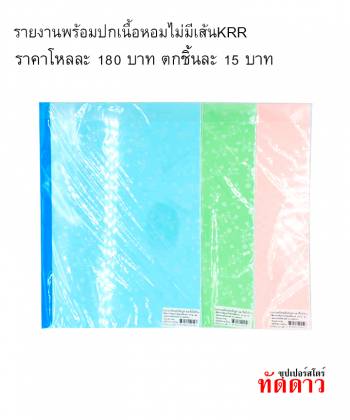 รายงานพร้อมปกเนื้อหอมไม่มีเส้นKRR
ราคาโหลละ 180 บาท ตกชิ้นละ 15 บาท
ซุปเปอร์สโตร์
ทัดดาว